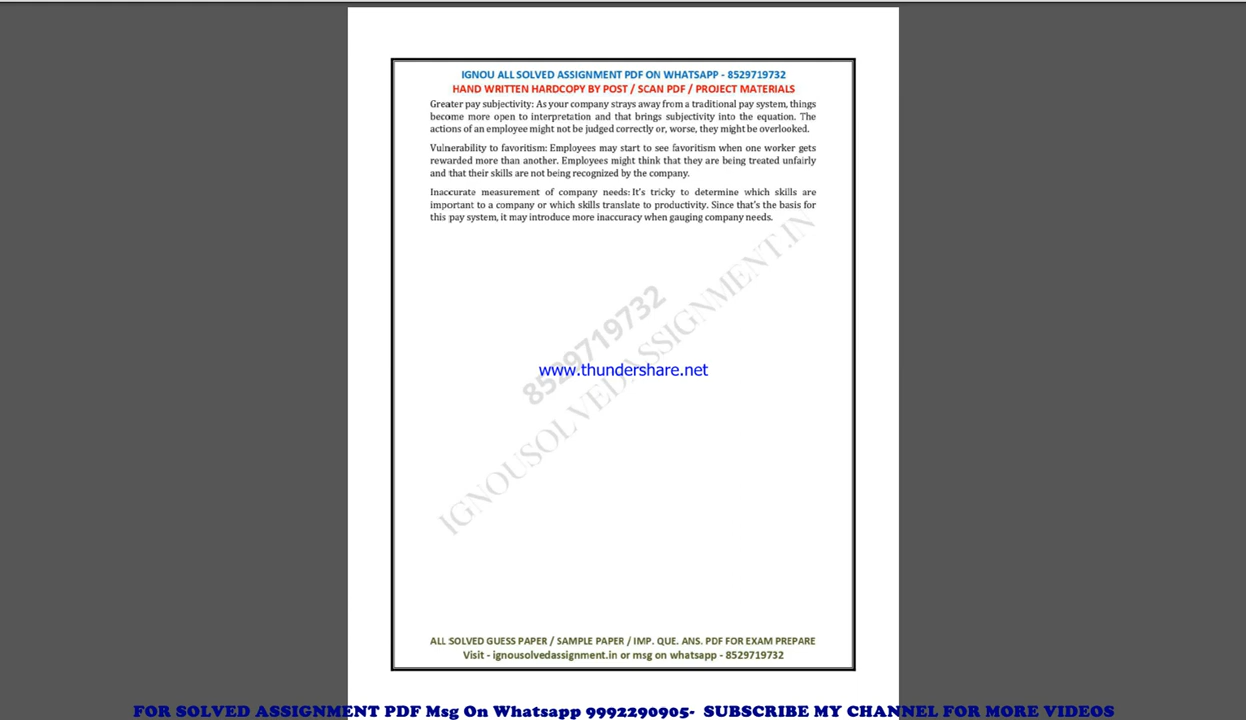 IGNOU ALL SOLVED ASSIGNMENT PDF ON WHATSAPP - 8529719732
HAND WRITTEN HARDCOPY BY POST / SCAN PDF / PROJECT MATERIALS
Greater pay subjectivity: As your company strays away from a traditional pay system, things
become more open to interpretation and that brings subjectivity into the equation. The
actions of an employee might not be judged correctly or, worse, they might be overlooked.
Vulnerability to favoritism: Employees may start to see favoritism when one worker gets
rewarded more than another. Employees might think that they are being treated unfairly
and that their skills are not being recognized by the company.
Inaccurate measurement of company needs: It's tricky to determine which skills are
important to a company or which skills translate to productivity. Since that's the basis for
this pay system, it may introduce more inaccuracy when gauging company needs.
8529719732
IGNOUSOLVEDASSIGNMENT.IN
www.thundershare.net
ALL SOLVED GUESS PAPER / SAMPLE PAPER / IMP. QUE. ANS. PDF FOR EXAM PREPARE
Visit - ignousolvedassignment.in or msg on whatsapp - 8529719732
FOR SOLVED ASSIGNMENT PDF Msg On Whatsapp 9992290905- SUBSCRIBE MY CHANNEL FOR MORE VIDEOS